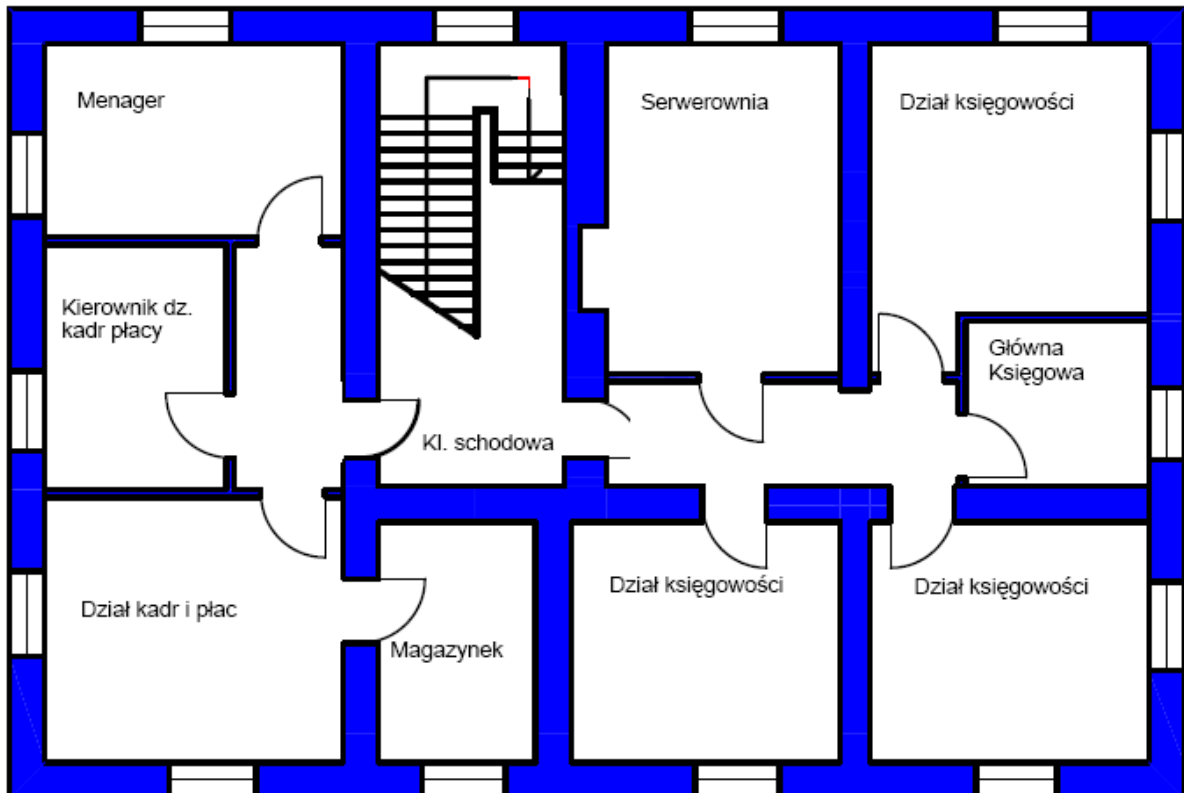 Menager
Serwerownia
Dział księgowości
Kierownik dz.
kadr płacy
Główna
Księgowa
Kl. schodowa
Dział kadr i płac
Magazynek
Dział księgowości
Dział księgowości